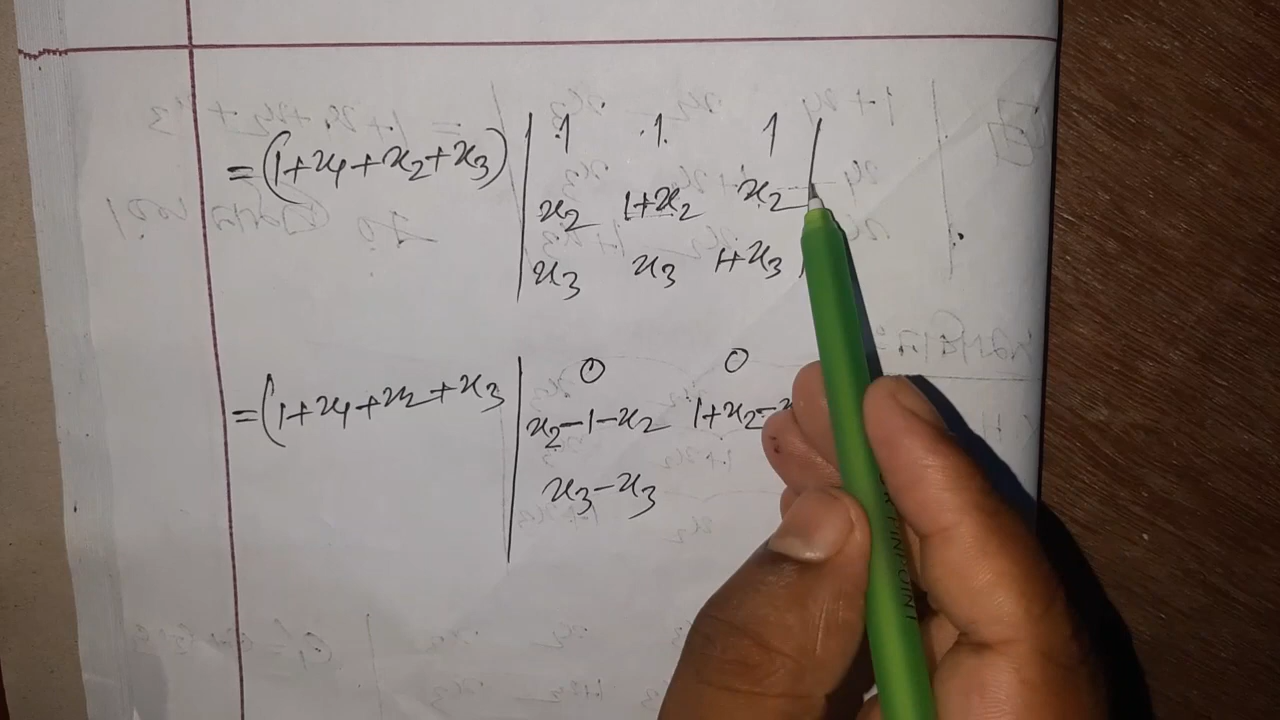 =(1+x₁+x₂+x₃) | 1 1 1 |
x₂ 1+x₂ x₂
x₃ x₃ 1+x₃
=(1+x₁+x₂+x₃ | 0 0
x₂-1-x₂ 1+x₂-x
x₃-x₃